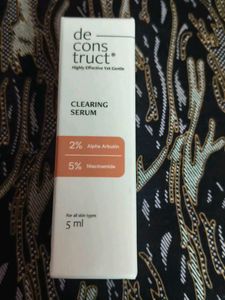 de
cons
truct®
Highly Effective Yet Gentle
CLEARING
SERUM
2% Alpha Arbutin
5% Niacinamide
For all skin types
5 ml